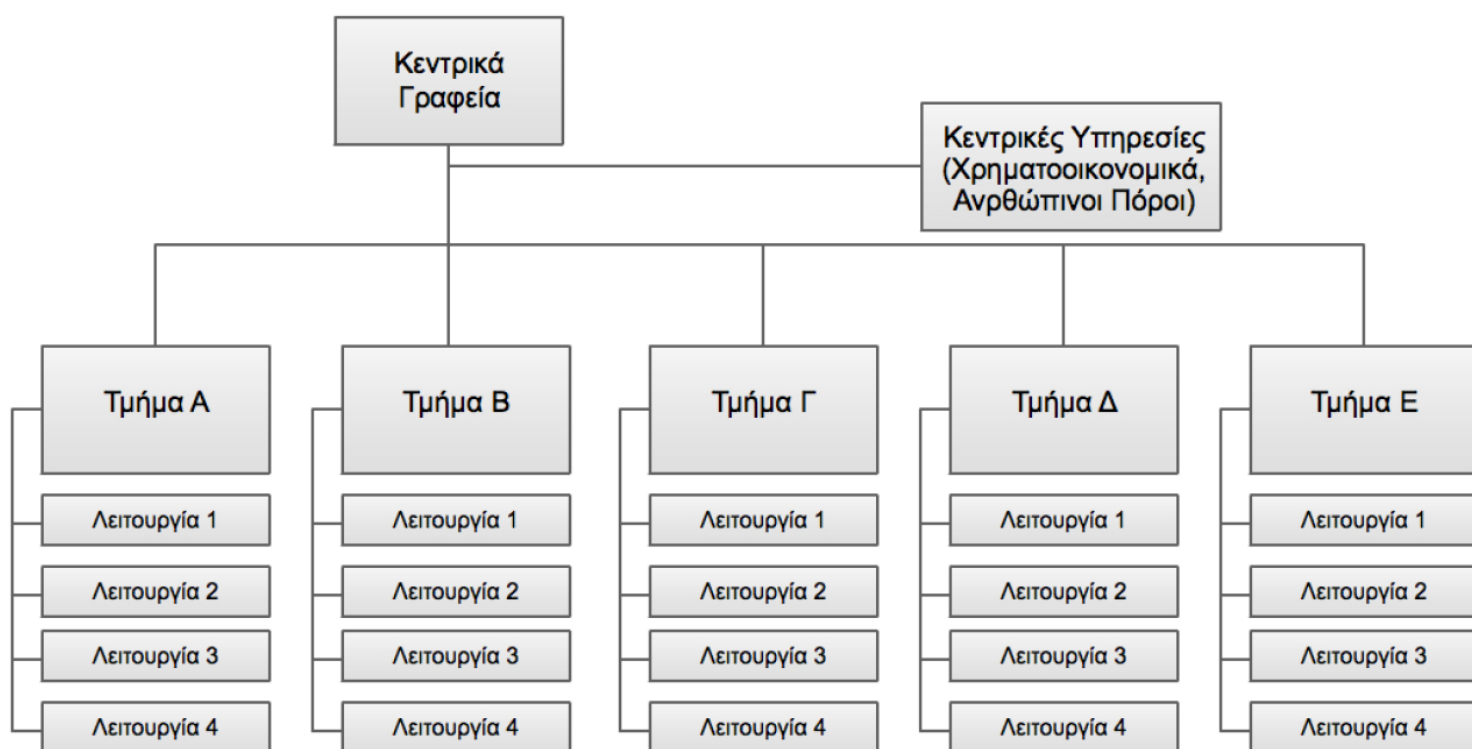 Κεντρικά
Γραφεία
Κεντρικές Υπηρεσίες
(Χρηματοοικονομικά,
Ανρθώπινοι Πόροι)
Τμήμα Α
Τμήμα Β
Τμήμα Γ
Τμήμα Δ
Τμήμα Ε
Λειτουργία 1
Λειτουργία 1
Λειτουργία 1
Λειτουργία 1
Λειτουργία 1
Λειτουργία 2
Λειτουργία 2
Λειτουργία 2
Λειτουργία 2
Λειτουργία 2
Λειτουργία 3
Λειτουργία 3
Λειτουργία 3
Λειτουργία 3
Λειτουργία 3
Λειτουργία 4
Λειτουργία 4
Λειτουργία 4
Λειτουργία 4
Λειτουργία 4